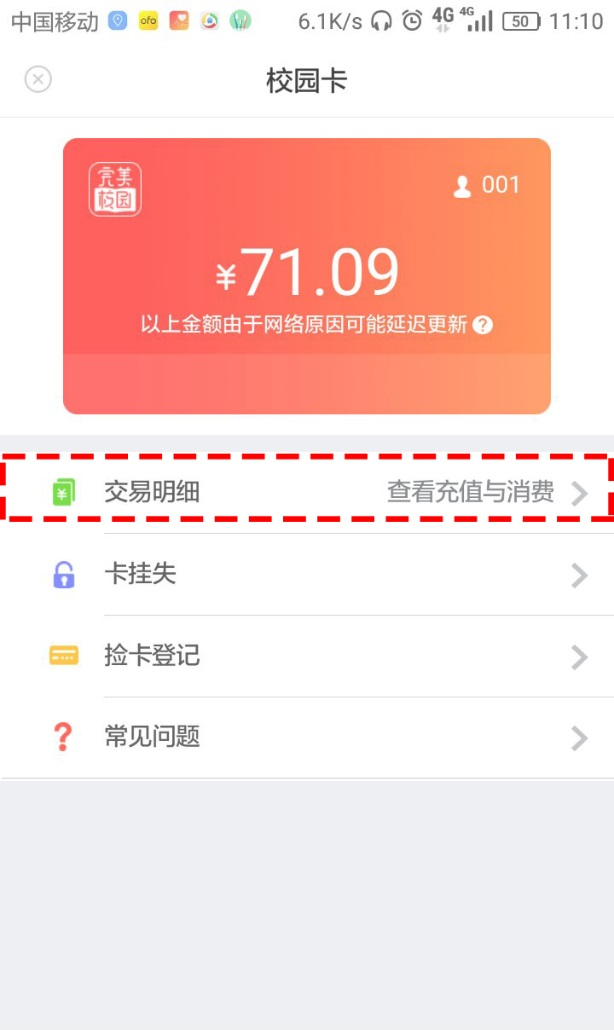 中国移动 ofo 6.1K/s 4G 4G 50 11:10
校园卡
完美
校园
001
¥71.09
以上金额由于网络原因可能延迟更新?
¥ 交易明细 查看充值与消费
卡挂失
捡卡登记
? 常见问题